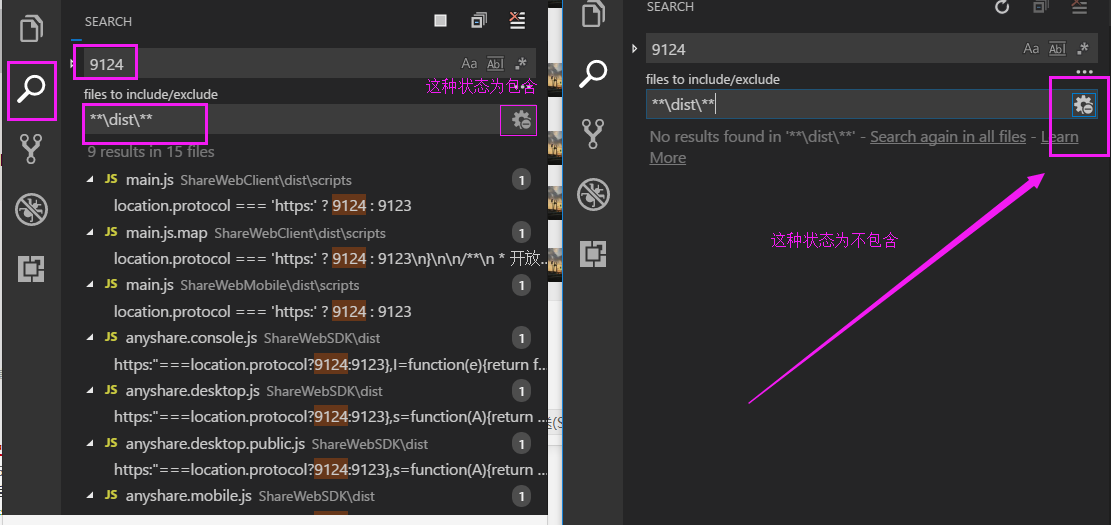 SEARCH
9124
Aa Abl .*
这种状态为包含
files to include/exclude
**\dist\**
9 results in 15 files
JS main.js ShareWebClient\dist\scripts 1
location.protocol === 'https:' ? 9124 : 9123
JS main.js.map ShareWebClient\dist\scripts 1
location.protocol === 'https:' ? 9124 : 9123\n}\n\n/**\n * 开放...
JS main.js ShareWebMobile\dist\scripts 1
location.protocol === 'https:' ? 9124 : 9123
JS anyshare.console.js ShareWebSDK\dist 1
https:"===location.protocol?9124:9123},I=function(e){return f...
JS anyshare.desktop.js ShareWebSDK\dist 1
https:"===location.protocol?9124:9123},s=function(A){return ...
JS anyshare.desktop.public.js ShareWebSDK\dist 1
https:"===location.protocol?9124:9123},s=function(A){return ...
JS anyshare.mobile.js ShareWebSDK\dist 1
SEARCH
9124
Aa Abl .*
files to include/exclude
**\dist\**
No results found in '**\dist\**' - Search again in all files - Learn
More
这种状态为不包含